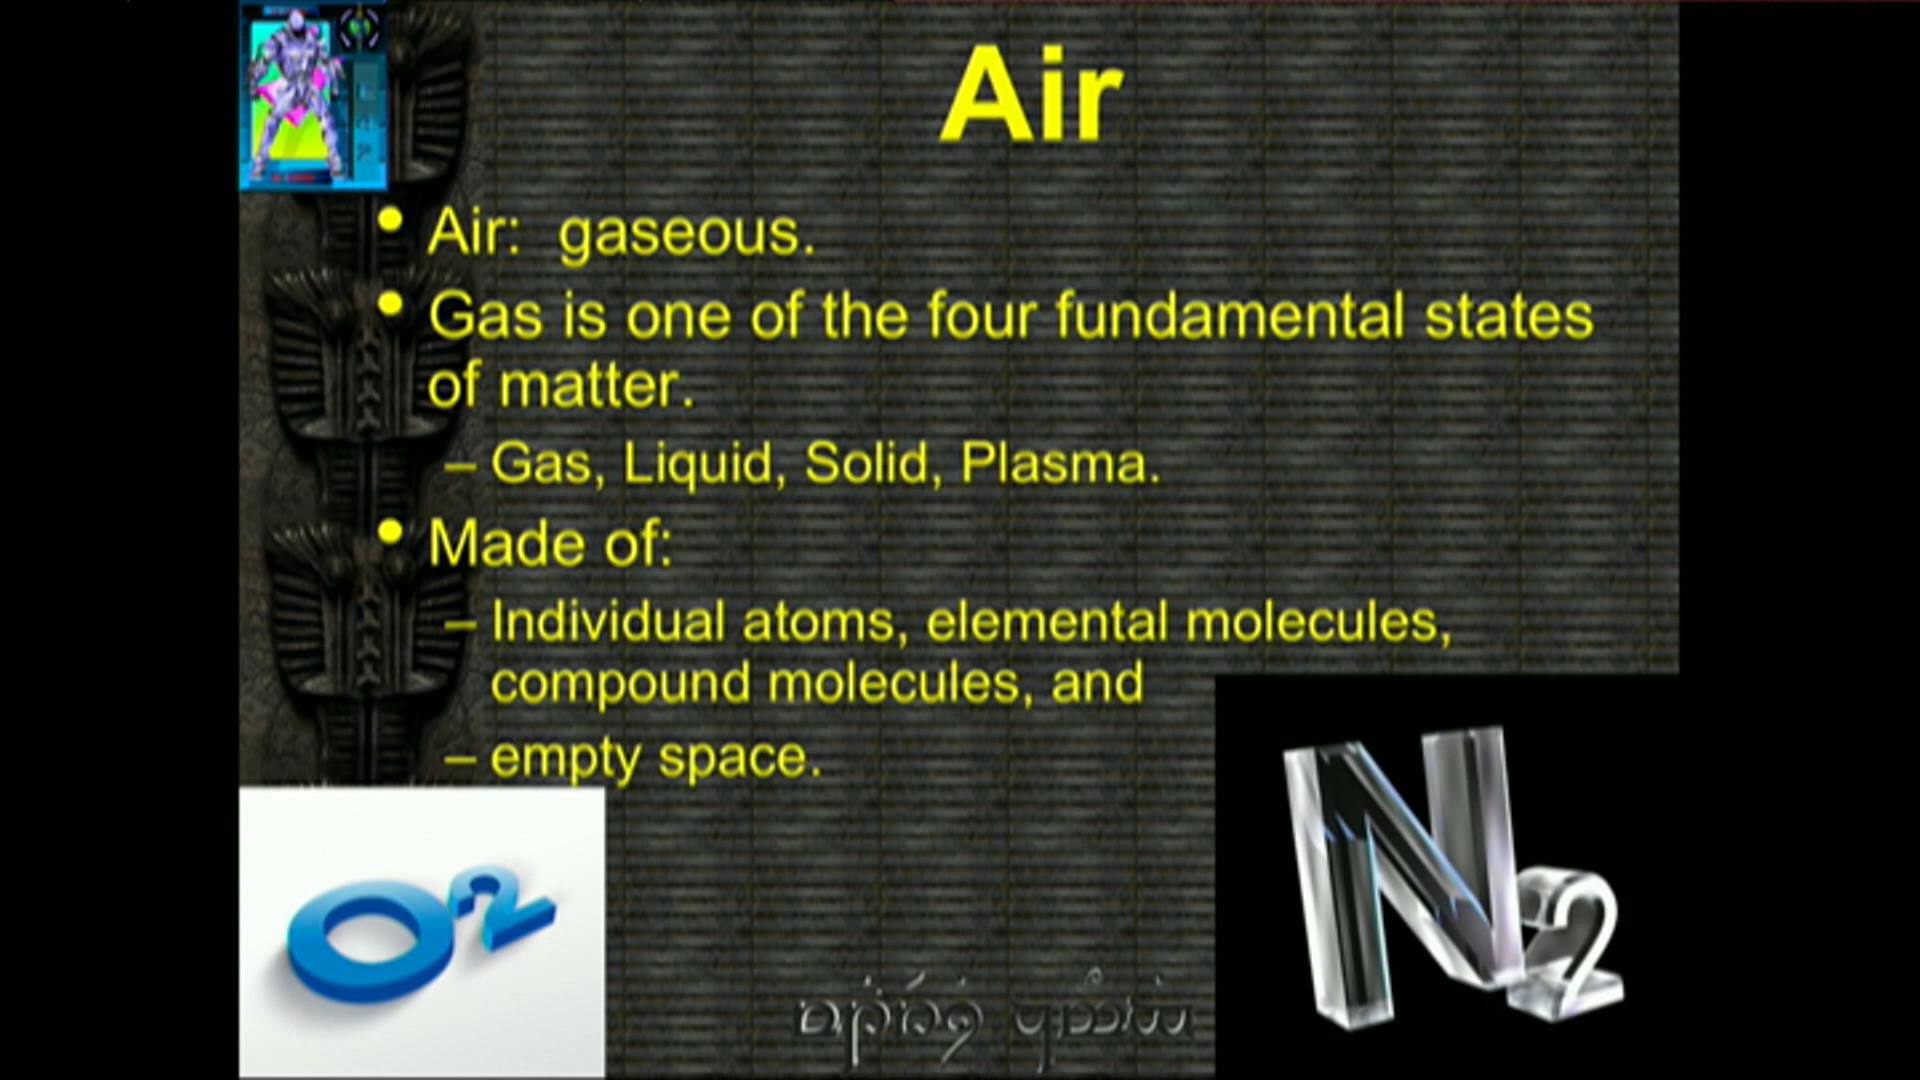 Air
• Air: gaseous.
• Gas is one of the four fundamental states
of matter.
– Gas, Liquid, Solid, Plasma.
• Made of:
– Individual atoms, elemental molecules,
compound molecules, and
– empty space.
O2
N2